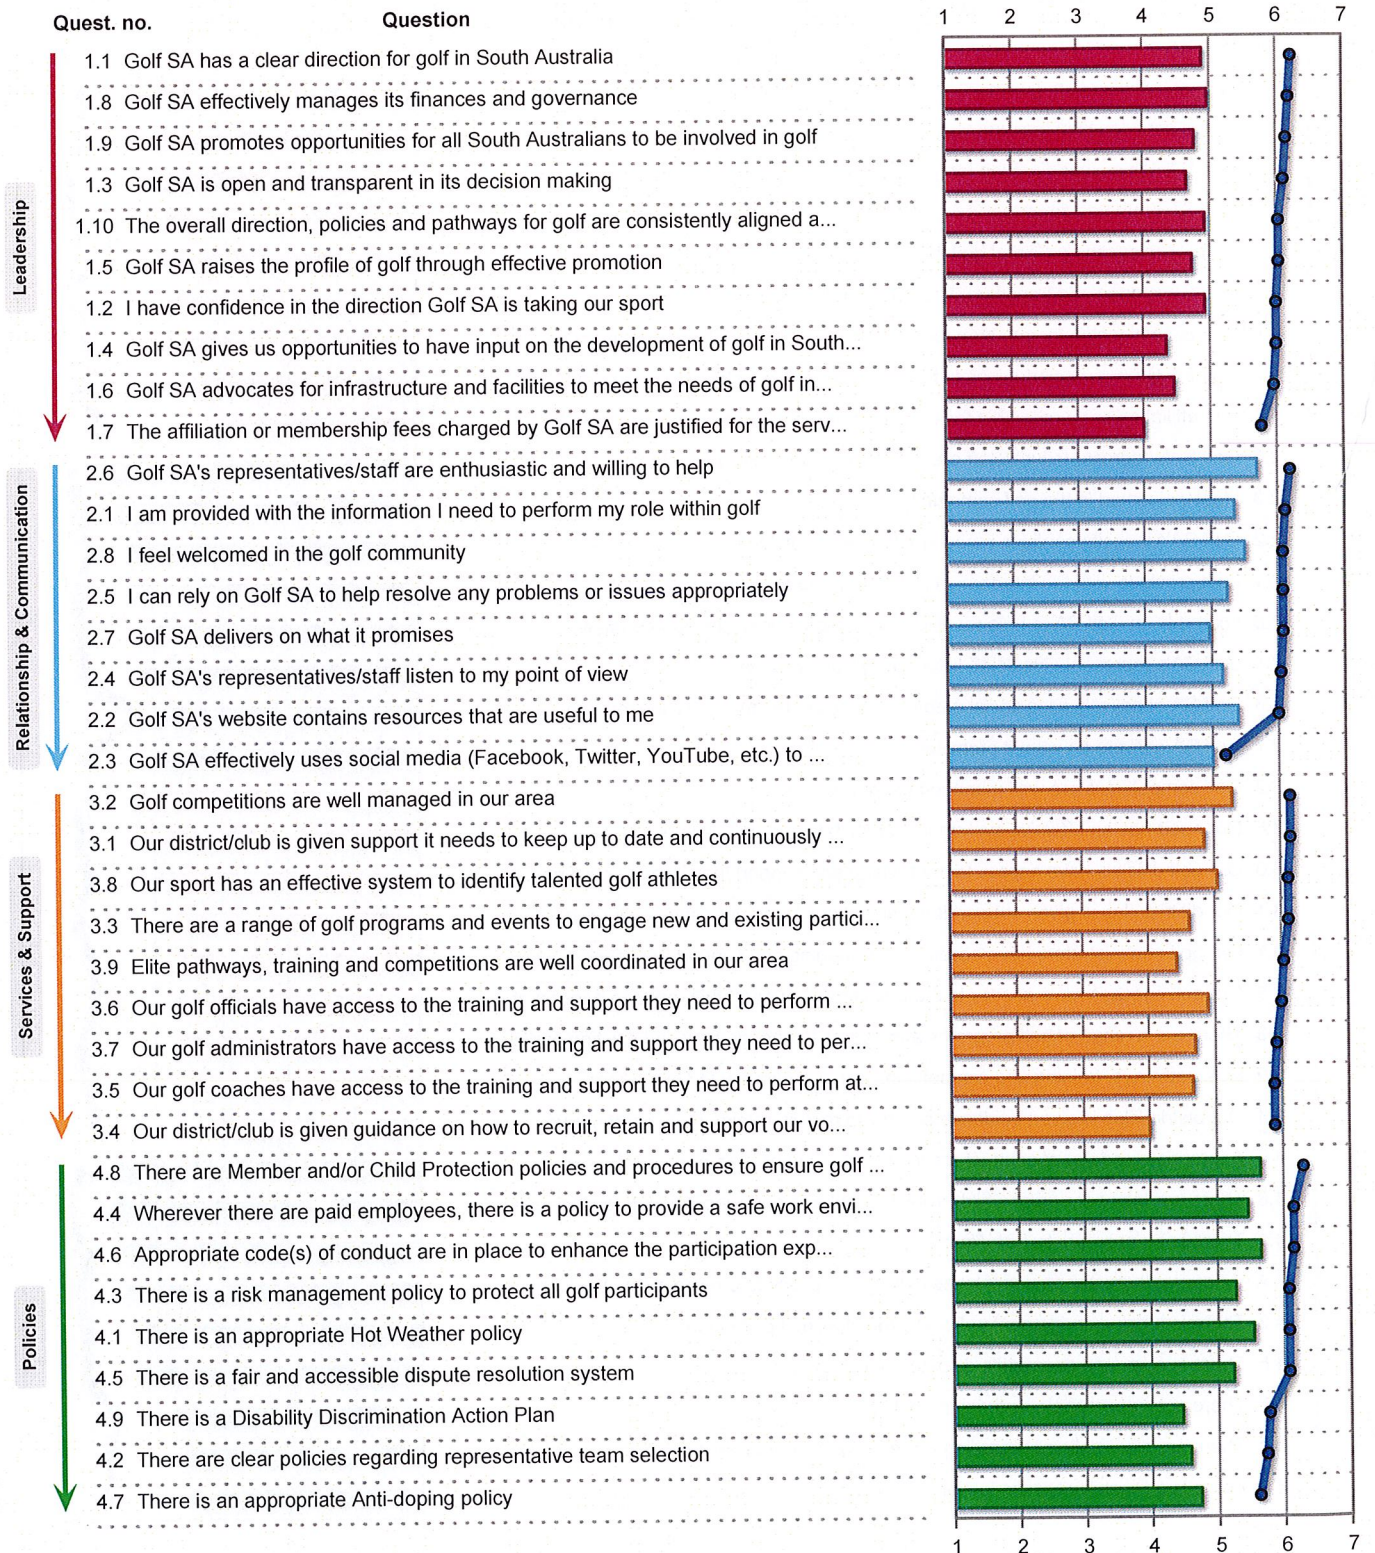 Quest. no. Question 1 2 3 4 5 6 7
Leadership
1.1 Golf SA has a clear direction for golf in South Australia
1.8 Golf SA effectively manages its finances and governance
1.9 Golf SA promotes opportunities for all South Australians to be involved in golf
1.3 Golf SA is open and transparent in its decision making
1.10 The overall direction, policies and pathways for golf are consistently aligned a...
1.5 Golf SA raises the profile of golf through effective promotion
1.2 I have confidence in the direction Golf SA is taking our sport
1.4 Golf SA gives us opportunities to have input on the development of golf in South...
1.6 Golf SA advocates for infrastructure and facilities to meet the needs of golf in...
1.7 The affiliation or membership fees charged by Golf SA are justified for the serv...
Relationship & Communication
2.6 Golf SA's representatives/staff are enthusiastic and willing to help
2.1 I am provided with the information I need to perform my role within golf
2.8 I feel welcomed in the golf community
2.5 I can rely on Golf SA to help resolve any problems or issues appropriately
2.7 Golf SA delivers on what it promises
2.4 Golf SA's representatives/staff listen to my point of view
2.2 Golf SA's website contains resources that are useful to me
2.3 Golf SA effectively uses social media (Facebook, Twitter, YouTube, etc.) to ...
Services & Support
3.2 Golf competitions are well managed in our area
3.1 Our district/club is given support it needs to keep up to date and continuously ...
3.8 Our sport has an effective system to identify talented golf athletes
3.3 There are a range of golf programs and events to engage new and existing partici...
3.9 Elite pathways, training and competitions are well coordinated in our area
3.6 Our golf officials have access to the training and support they need to perform ...
3.7 Our golf administrators have access to the training and support they need to per...
3.5 Our golf coaches have access to the training and support they need to perform at...
3.4 Our district/club is given guidance on how to recruit, retain and support our vo...
Policies
4.8 There are Member and/or Child Protection policies and procedures to ensure golf ...
4.4 Wherever there are paid employees, there is a policy to provide a safe work envi...
4.6 Appropriate code(s) of conduct are in place to enhance the participation exp...
4.3 There is a risk management policy to protect all golf participants
4.1 There is an appropriate Hot Weather policy
4.5 There is a fair and accessible dispute resolution system
4.9 There is a Disability Discrimination Action Plan
4.2 There are clear policies regarding representative team selection
4.7 There is an appropriate Anti-doping policy
1 2 3 4 5 6 7